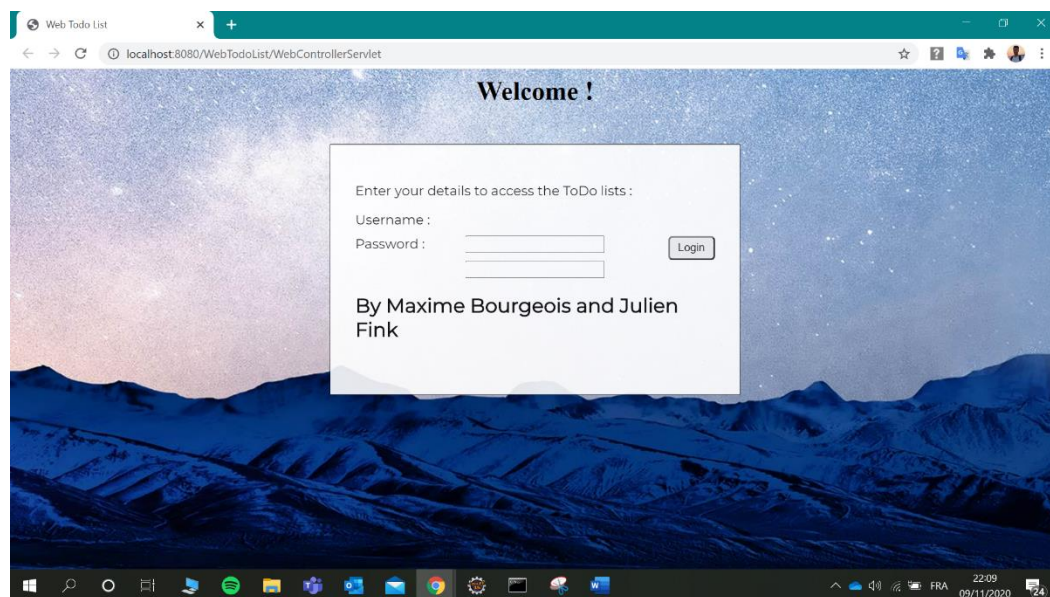 Web Todo List
localhost:8080/WebTodoList/WebControllerServlet
Welcome !
Enter your details to access the ToDo lists :
Username :
Password :
Login
By Maxime Bourgeois and Julien
Fink
FRA
22:09
09/11/2020
24